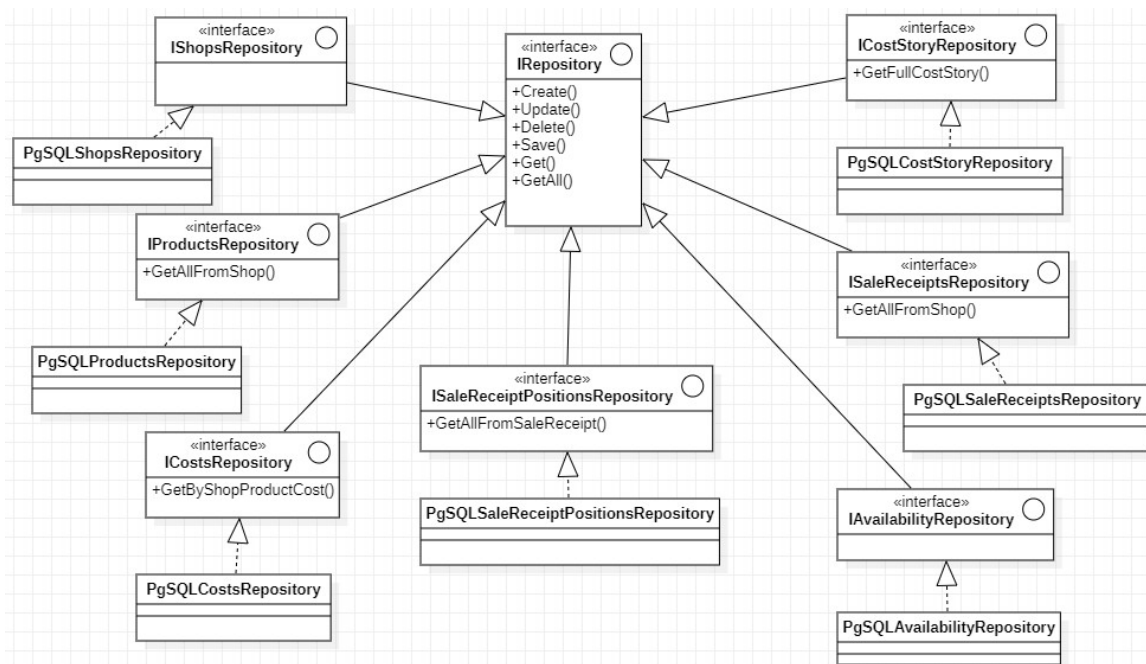 «interface»
IShopsRepository
PgSQLShopsRepository
«interface»
IProductsRepository
+GetAllFromShop()
PgSQLProductsRepository
«interface»
ICostsRepository
+GetByShopProductCost()
PgSQLCostsRepository
«interface»
IRepository
+Create()
+Update()
+Delete()
+Save()
+Get()
+GetAll()
«interface»
ISaleReceiptPositionsRepository
+GetAllFromSaleReceipt()
PgSQLSaleReceiptPositionsRepository
«interface»
ICostStoryRepository
+GetFullCostStory()
PgSQLCostStoryRepository
«interface»
ISaleReceiptsRepository
+GetAllFromShop()
PgSQLSaleReceiptsRepository
«interface»
IAvailabilityRepository
PgSQLAvailabilityRepository